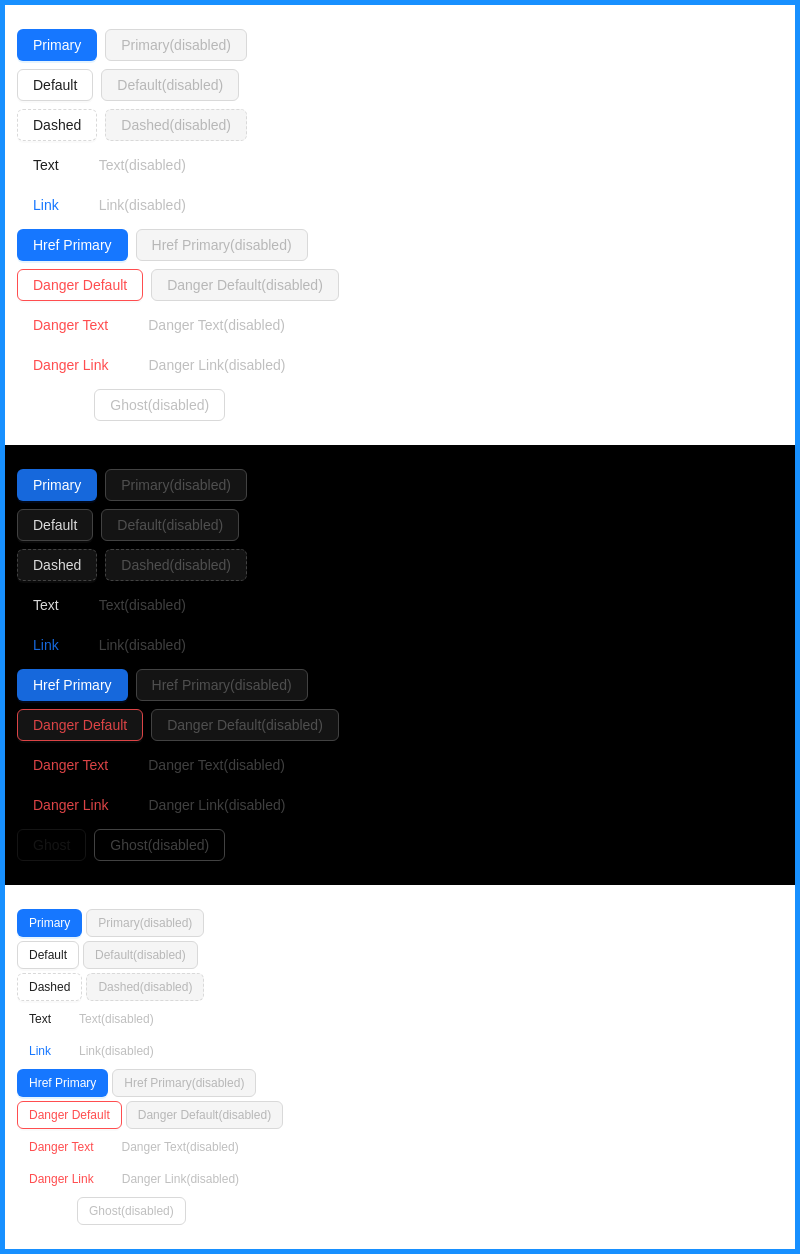 Primary Primary(disabled)
Default Default(disabled)
Dashed Dashed(disabled)
Text Text(disabled)
Link Link(disabled)
Href Primary Href Primary(disabled)
Danger Default Danger Default(disabled)
Danger Text Danger Text(disabled)
Danger Link Danger Link(disabled)
Ghost(disabled)
Primary Primary(disabled)
Default Default(disabled)
Dashed Dashed(disabled)
Text Text(disabled)
Link Link(disabled)
Href Primary Href Primary(disabled)
Danger Default Danger Default(disabled)
Danger Text Danger Text(disabled)
Danger Link Danger Link(disabled)
Ghost Ghost(disabled)
Primary Primary(disabled)
Default Default(disabled)
Dashed Dashed(disabled)
Text Text(disabled)
Link Link(disabled)
Href Primary Href Primary(disabled)
Danger Default Danger Default(disabled)
Danger Text Danger Text(disabled)
Danger Link Danger Link(disabled)
Ghost(disabled)